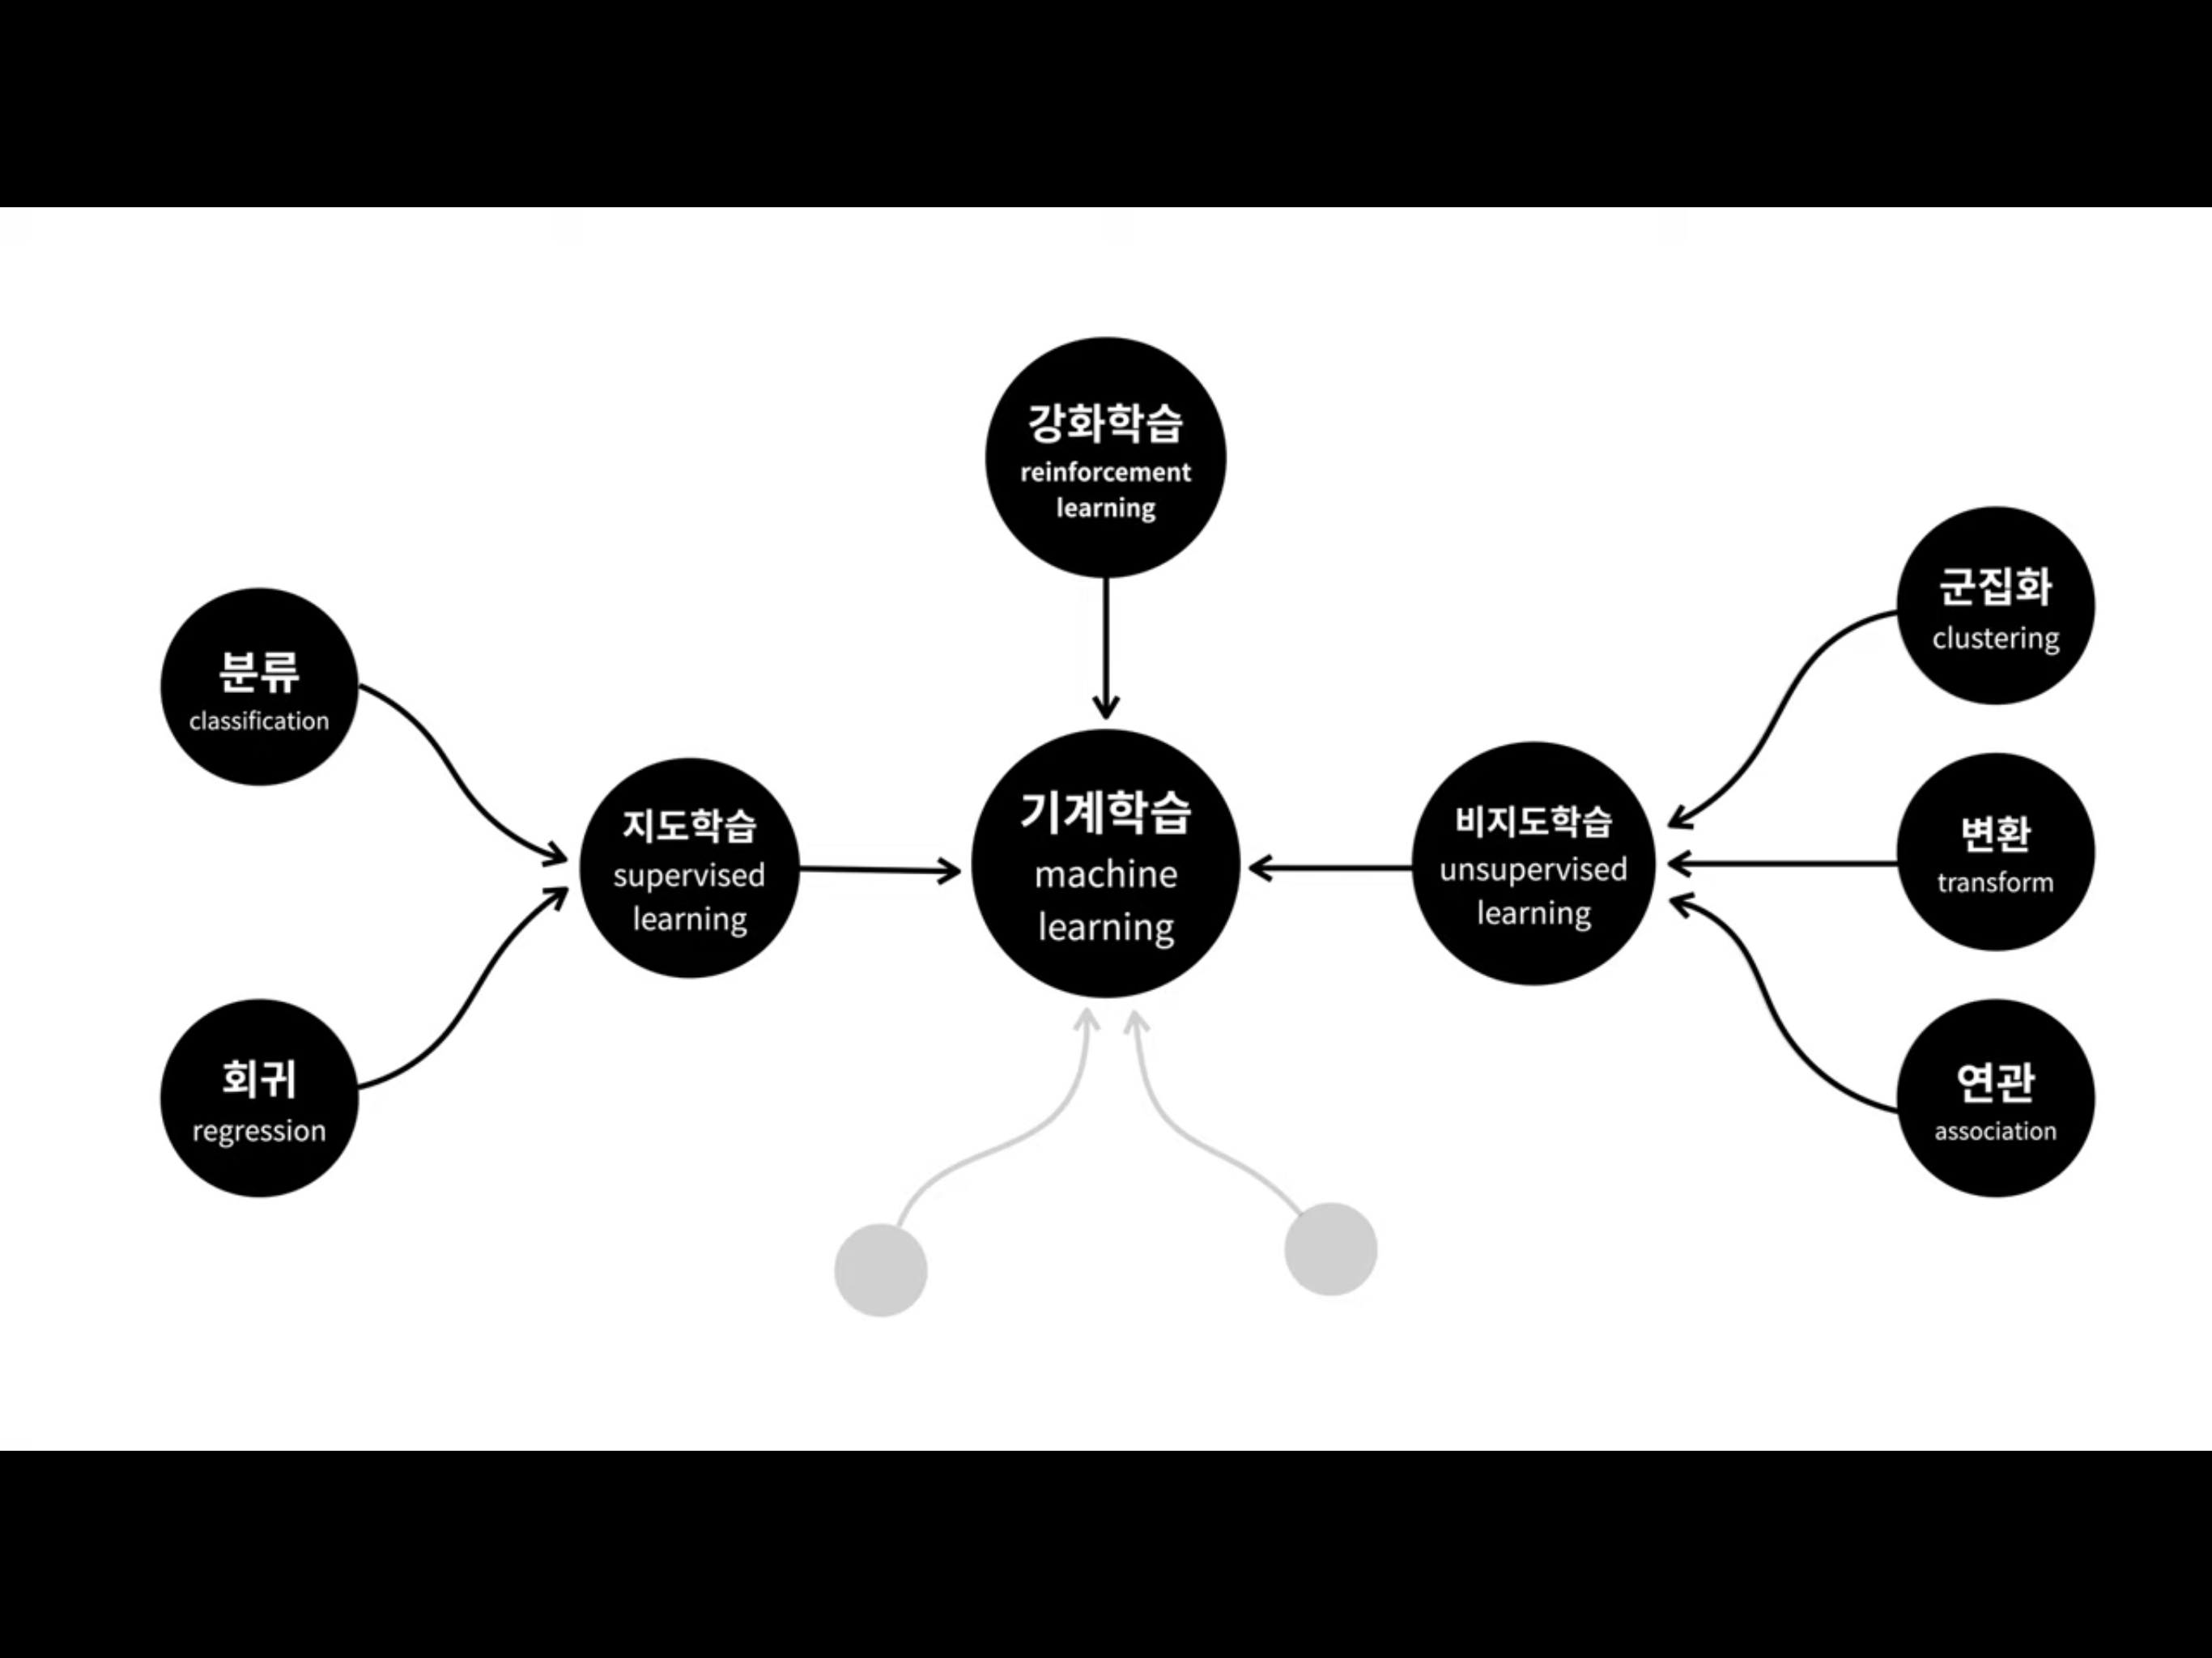 강화학습
reinforcement
learning
분류
classification
회귀
regression
지도학습
supervised
learning
기계학습
machine
learning
비지도학습
unsupervised
learning
군집화
clustering
변환
transform
연관
association